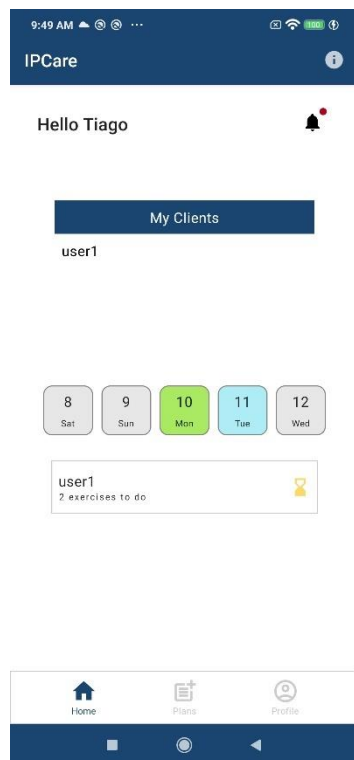 9:49 AM
100
IPCare
Hello Tiago
My Clients
user1
8 9 10 11 12
Sat Sun Mon Tue Wed
user1
2 exercises to do
Home Plans Profile